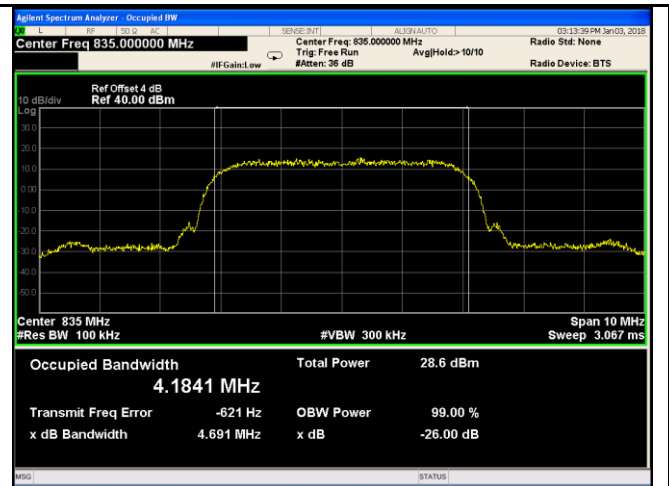 Agilent Spectrum Analyzer - Occupied BW
L RF 50 Ω AC SENSE:INT ALIGNAUTO 03:13:39 PM Jan 03, 2018
Center Freq 835.000000 MHz Center Freq: 835.000000 MHz Radio Std: None
Trig: Free Run Avg|Hold:> 10/10
#IFGain:Low #Atten: 36 dB Radio Device: BTS
Ref Offset 4 dB
10 dB/div Ref 40.00 dBm
Log
30.0
20.0
10.0
0.00
-10.0
-20.0
-30.0
-40.0
-50.0
Center 835 MHz Span 10 MHz
#Res BW 100 kHz #VBW 300 kHz Sweep 3.067 ms
Occupied Bandwidth Total Power 28.6 dBm
4.1841 MHz
Transmit Freq Error -621 Hz OBW Power 99.00 %
x dB Bandwidth 4.691 MHz x dB -26.00 dB
MSG STATUS